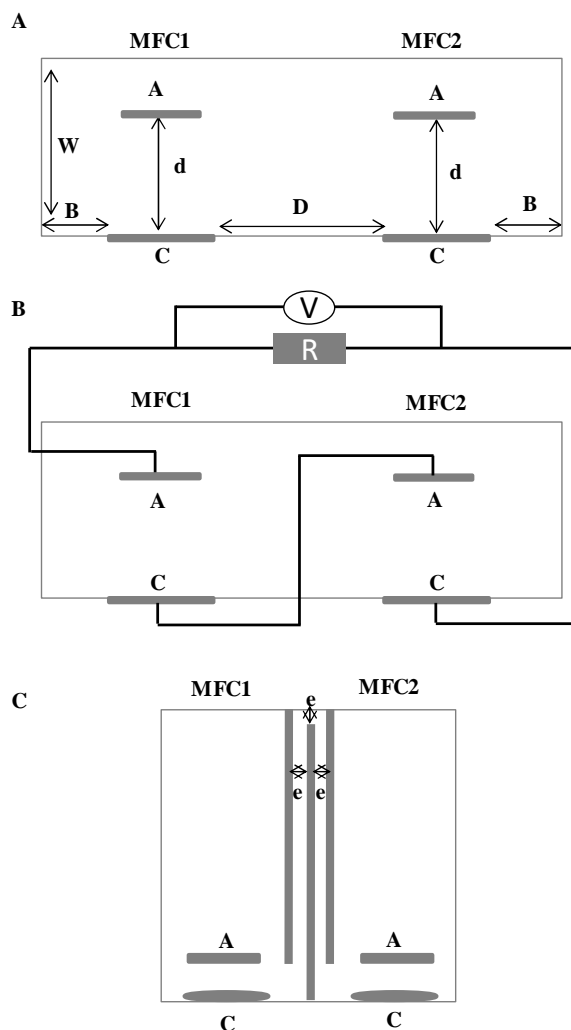 A
MFC1 MFC2
A A
W
d d
B D B
C C
B
V
R
MFC1 MFC2
A A
C C
C
MFC1 e MFC2
e e
A A
C C